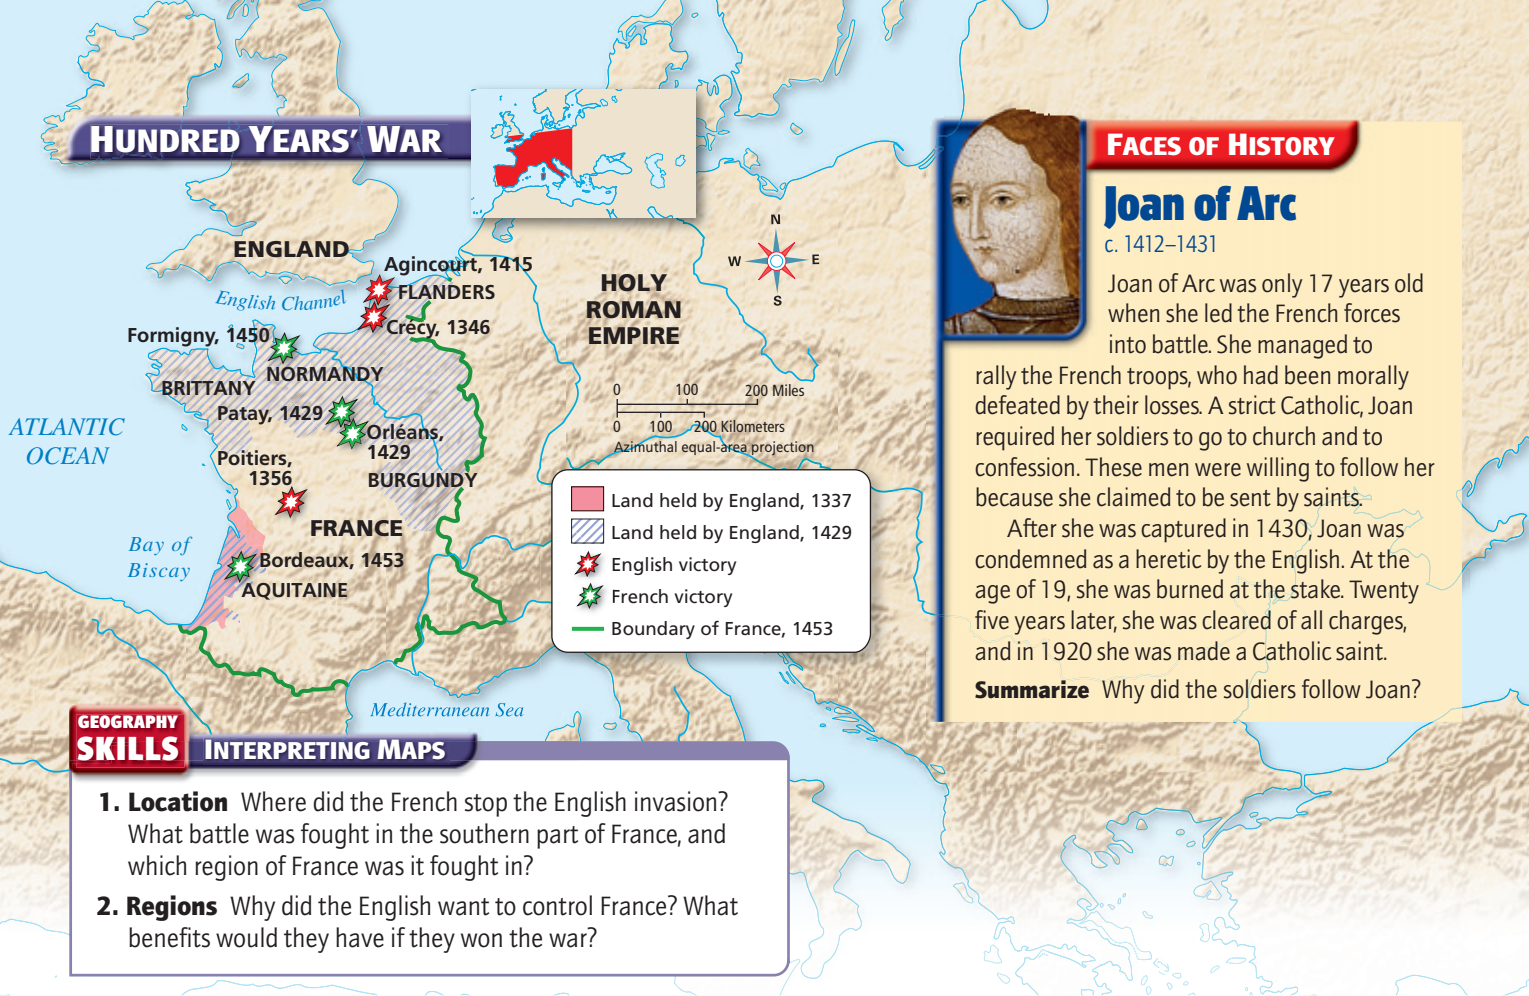 HUNDRED YEARS' WAR
ENGLAND
English Channel
Agincourt, 1415
FLANDERS
Crécy, 1346
Formigny, 1450
NORMANDY
BRITTANY
Patay, 1429
Orléans,
1429
ATLANTIC
OCEAN
Poitiers,
1356
BURGUNDY
FRANCE
Bay of
Biscay
Bordeaux, 1453
AQUITAINE
Mediterranean Sea
HOLY
ROMAN
EMPIRE
N
W E
S
0 100 200 Miles
0 100 200 Kilometers
Azimuthal equal-area projection
Land held by England, 1337
Land held by England, 1429
English victory
French victory
Boundary of France, 1453
GEOGRAPHY
SKILLS
INTERPRETING MAPS
1. Location Where did the French stop the English invasion?
What battle was fought in the southern part of France, and
which region of France was it fought in?
2. Regions Why did the English want to control France? What
benefits would they have if they won the war?
FACES OF HISTORY
Joan of Arc
c. 1412–1431
Joan of Arc was only 17 years old
when she led the French forces
into battle. She managed to
rally the French troops, who had been morally
defeated by their losses. A strict Catholic, Joan
required her soldiers to go to church and to
confession. These men were willing to follow her
because she claimed to be sent by saints.
After she was captured in 1430, Joan was
condemned as a heretic by the English. At the
age of 19, she was burned at the stake. Twenty
five years later, she was cleared of all charges,
and in 1920 she was made a Catholic saint.
Summarize Why did the soldiers follow Joan?